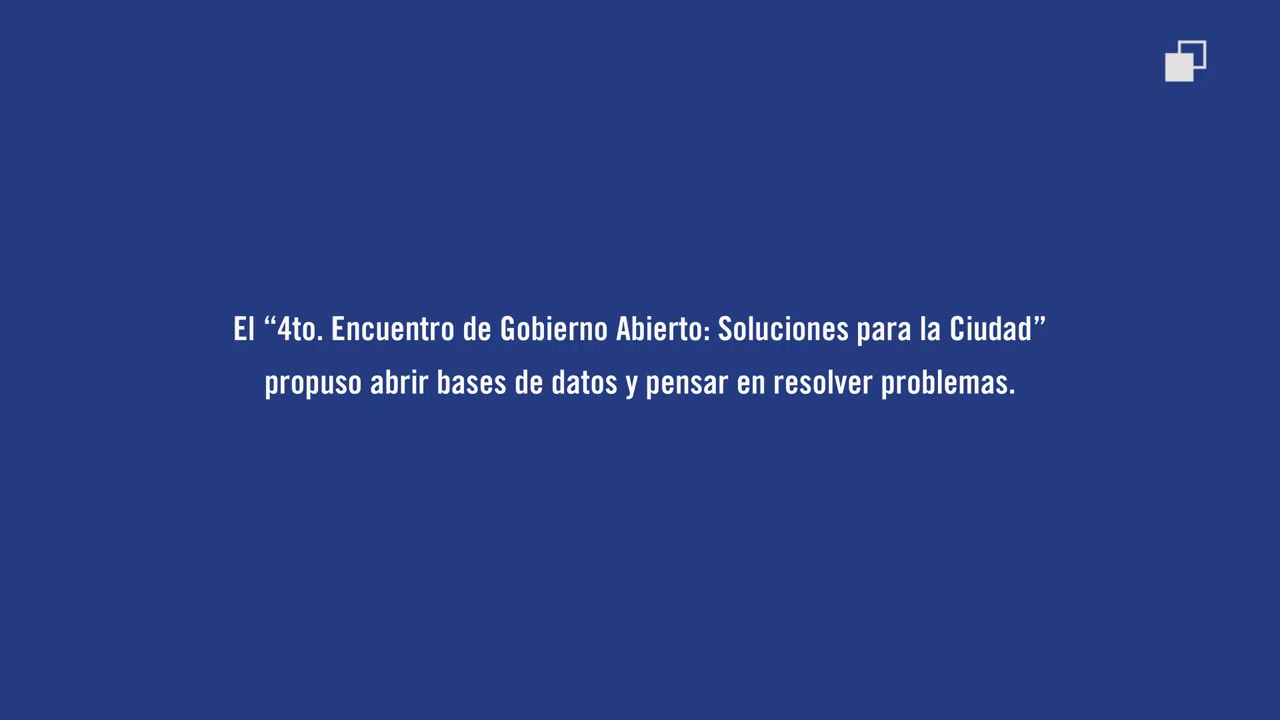 El “4to. Encuentro de Gobierno Abierto: Soluciones para la Ciudad”
propuso abrir bases de datos y pensar en resolver problemas.